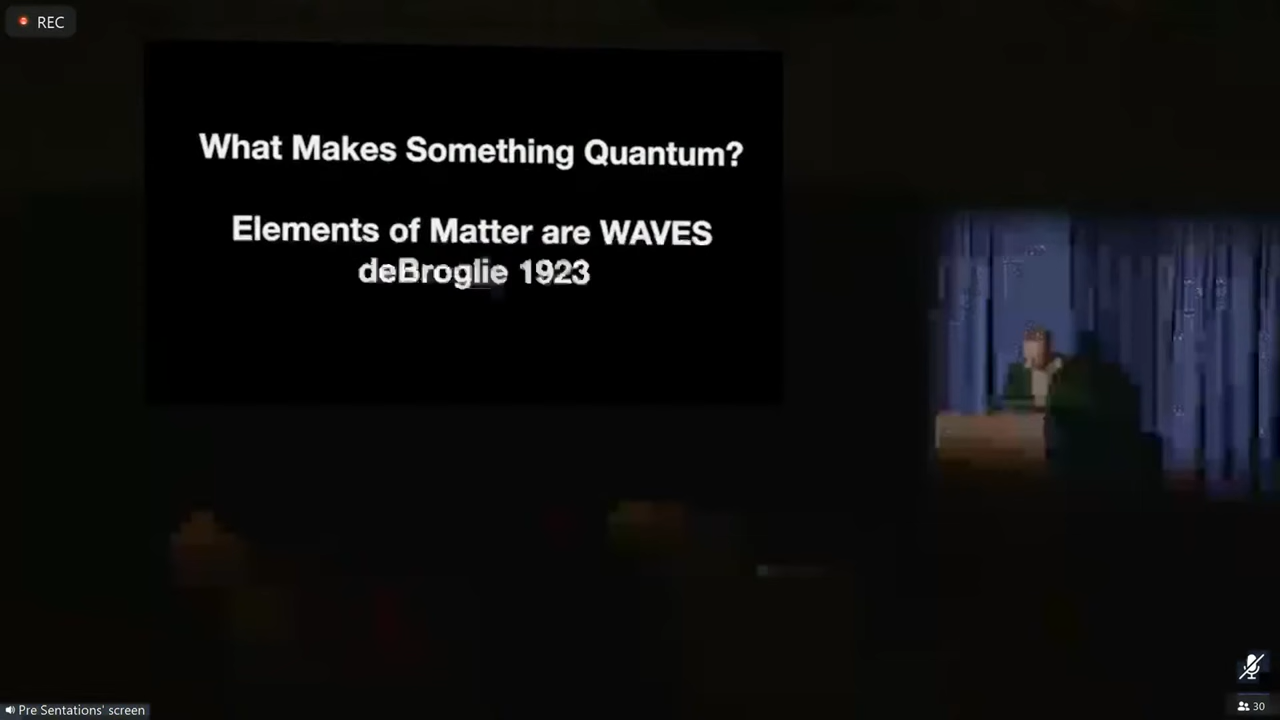 REC
What Makes Something Quantum?
Elements of Matter are WAVES
deBroglie 1923
Pre Sentations' screen
30